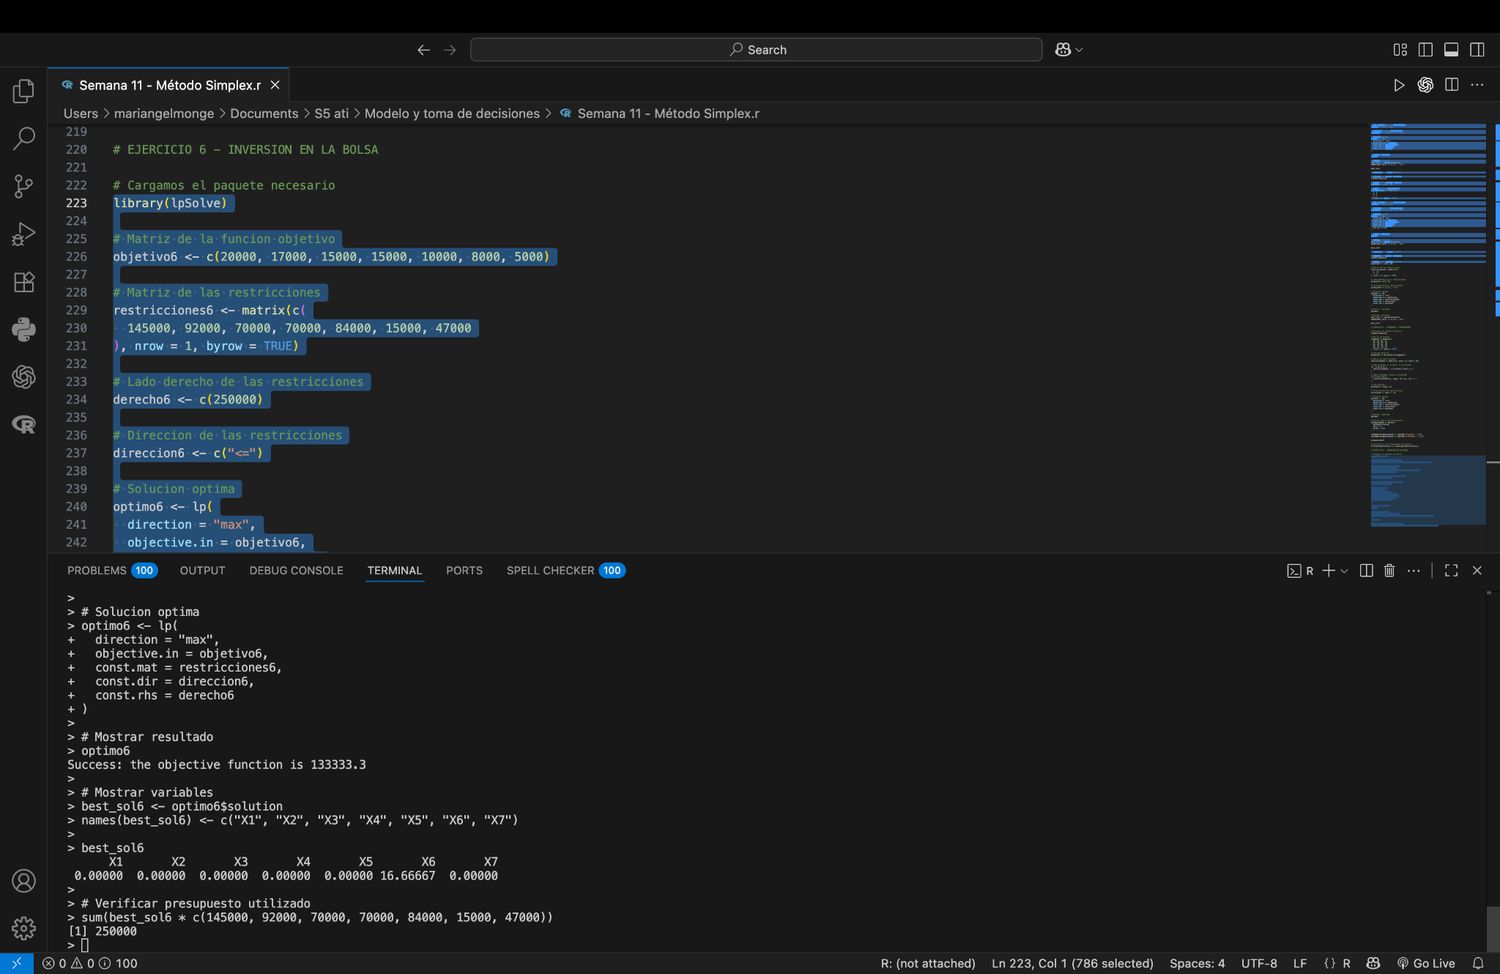 Search
Semana 11 - Método Simplex.r
Users > mariangelmonge > Documents > S5 ati > Modelo y toma de decisiones > Semana 11 - Método Simplex.r
219
220 # EJERCICIO 6 - INVERSION EN LA BOLSA
221
222 # Cargamos el paquete necesario
223 library(lpSolve)
224
225 # Matriz de la funcion objetivo
226 objetivo6 <- c(20000, 17000, 15000, 15000, 10000, 8000, 5000)
227
228 # Matriz de las restricciones
229 restricciones6 <- matrix(c(
230   145000, 92000, 70000, 70000, 84000, 15000, 47000
231 ), nrow = 1, byrow = TRUE)
232
233 # Lado derecho de las restricciones
234 derecho6 <- c(250000)
235
236 # Direccion de las restricciones
237 direccion6 <- c("<=")
238
239 # Solucion optima
240 optimo6 <- lp(
241   direction = "max",
242   objective.in = objetivo6,
PROBLEMS 100 OUTPUT DEBUG CONSOLE TERMINAL PORTS SPELL CHECKER 100 R
>
> # Solucion optima
> optimo6 <- lp(
+   direction = "max",
+   objective.in = objetivo6,
+   const.mat = restricciones6,
+   const.dir = direccion6,
+   const.rhs = derecho6
+ )
>
> # Mostrar resultado
> optimo6
Success: the objective function is 133333.3
>
> # Mostrar variables
> best_sol6 <- optimo6$solution
> names(best_sol6) <- c("X1", "X2", "X3", "X4", "X5", "X6", "X7")
>
> best_sol6
X1 X2 X3 X4 X5 X6 X7
0.00000 0.00000 0.00000 0.00000 0.00000 16.66667 0.00000
>
> # Verificar presupuesto utilizado
> sum(best_sol6 * c(145000, 92000, 70000, 70000, 84000, 15000, 47000))
[1] 250000
>
0 0 100 R: (not attached) Ln 223, Col 1 (786 selected) Spaces: 4 UTF-8 LF {} R Go Live